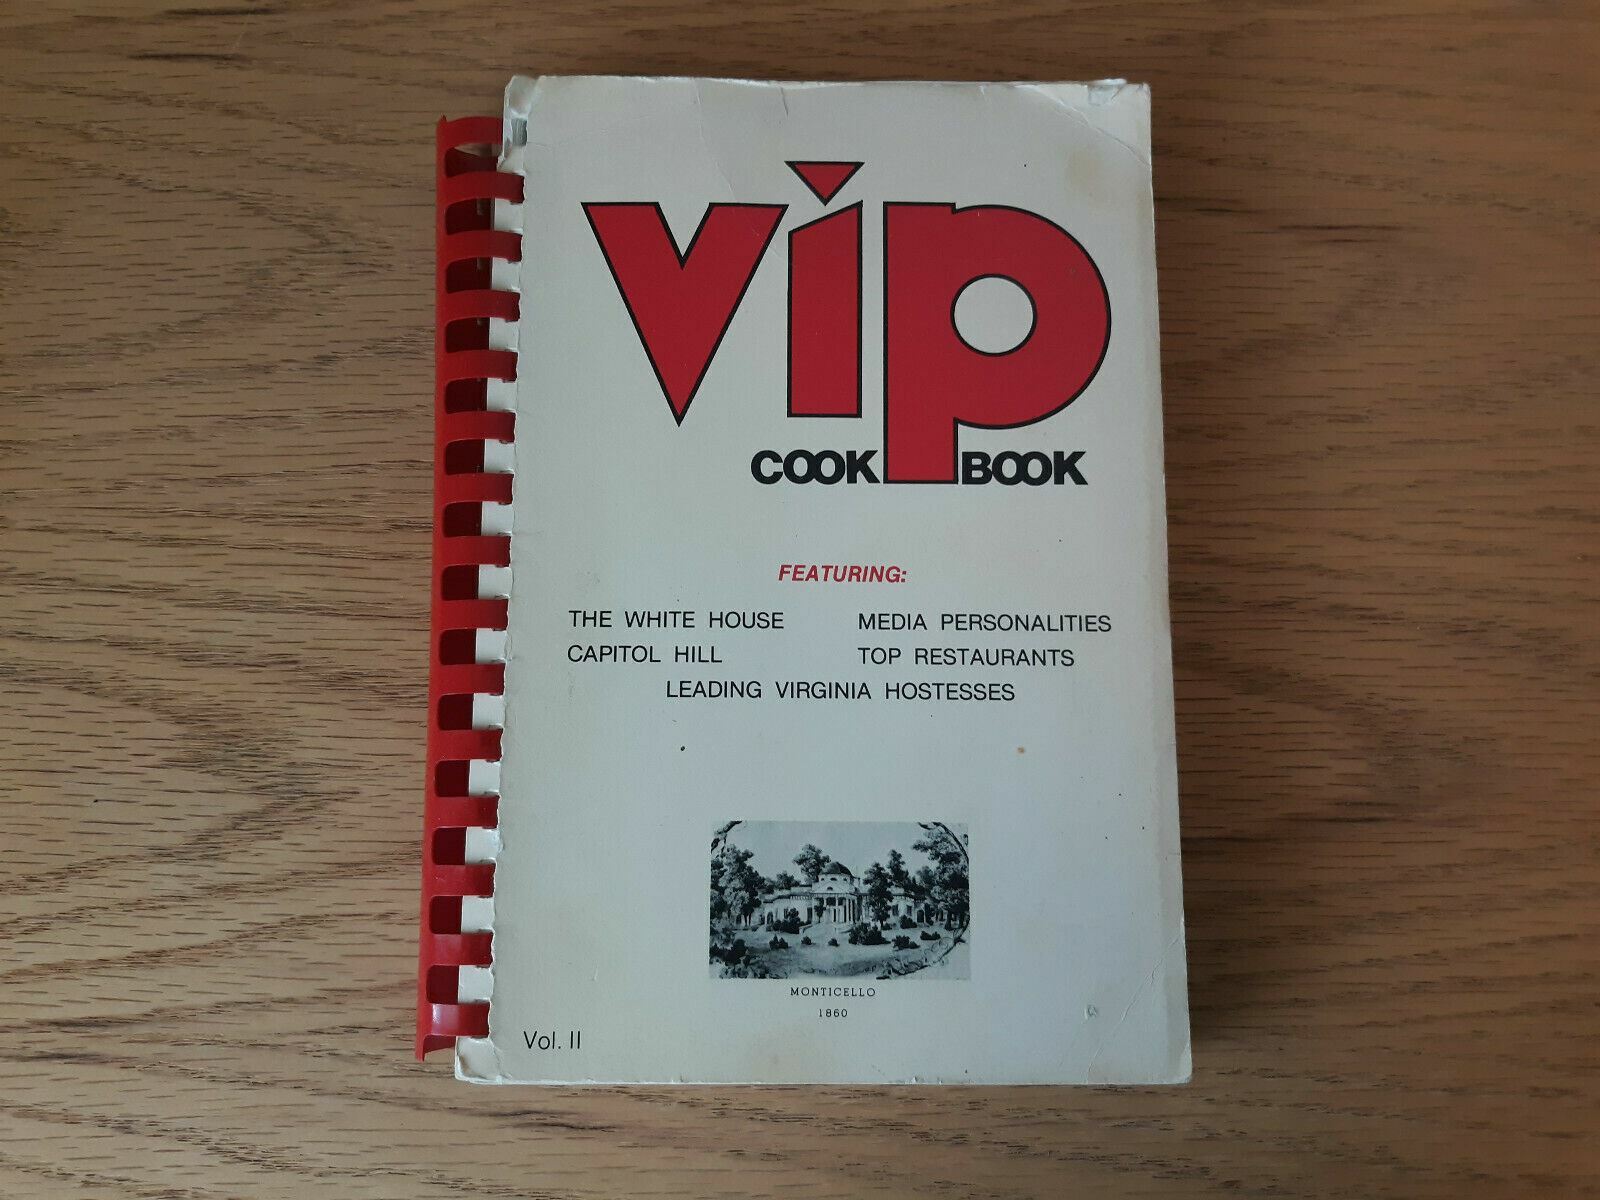 vip
COOK BOOK
FEATURING:
THE WHITE HOUSE MEDIA PERSONALITIES
CAPITOL HILL TOP RESTAURANTS
LEADING VIRGINIA HOSTESSES
MONTICELLO
1860
Vol. II